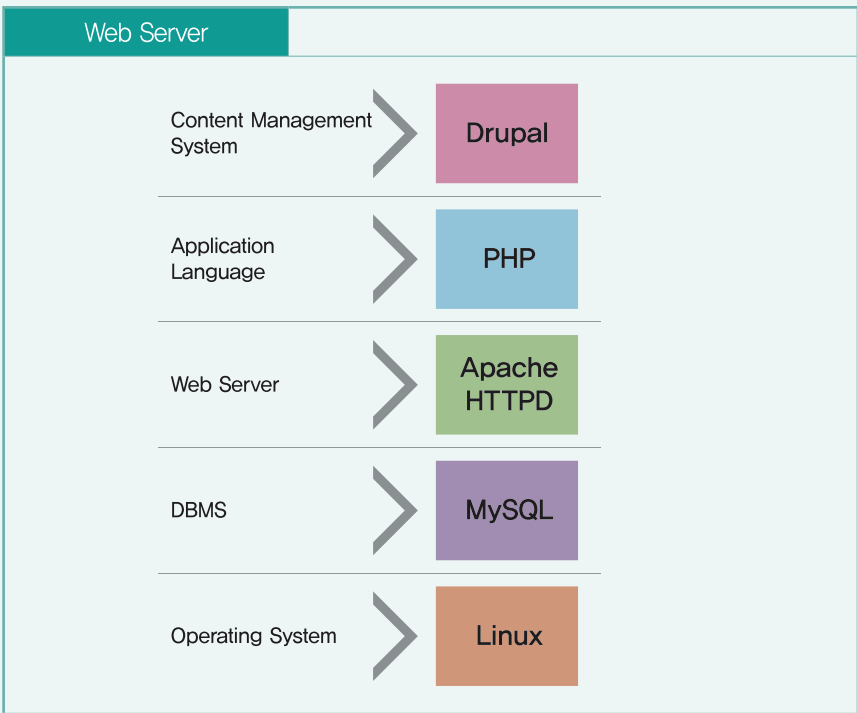 Web Server
Content Management
System
Drupal
Application
Language
PHP
Web Server
Apache
HTTPD
DBMS
MySQL
Operating System
Linux